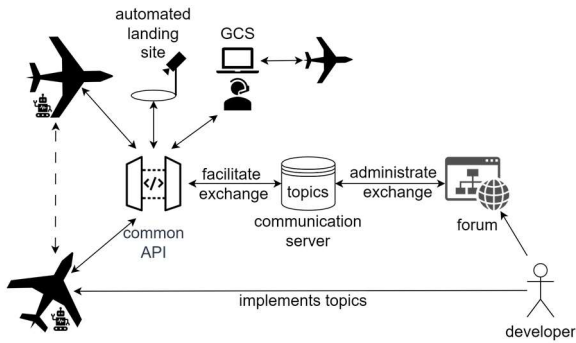 automated
landing
site
GCS
</>
facilitate
exchange
topics
administrate
exchange
common
API
communication
server
forum
implements topics
developer